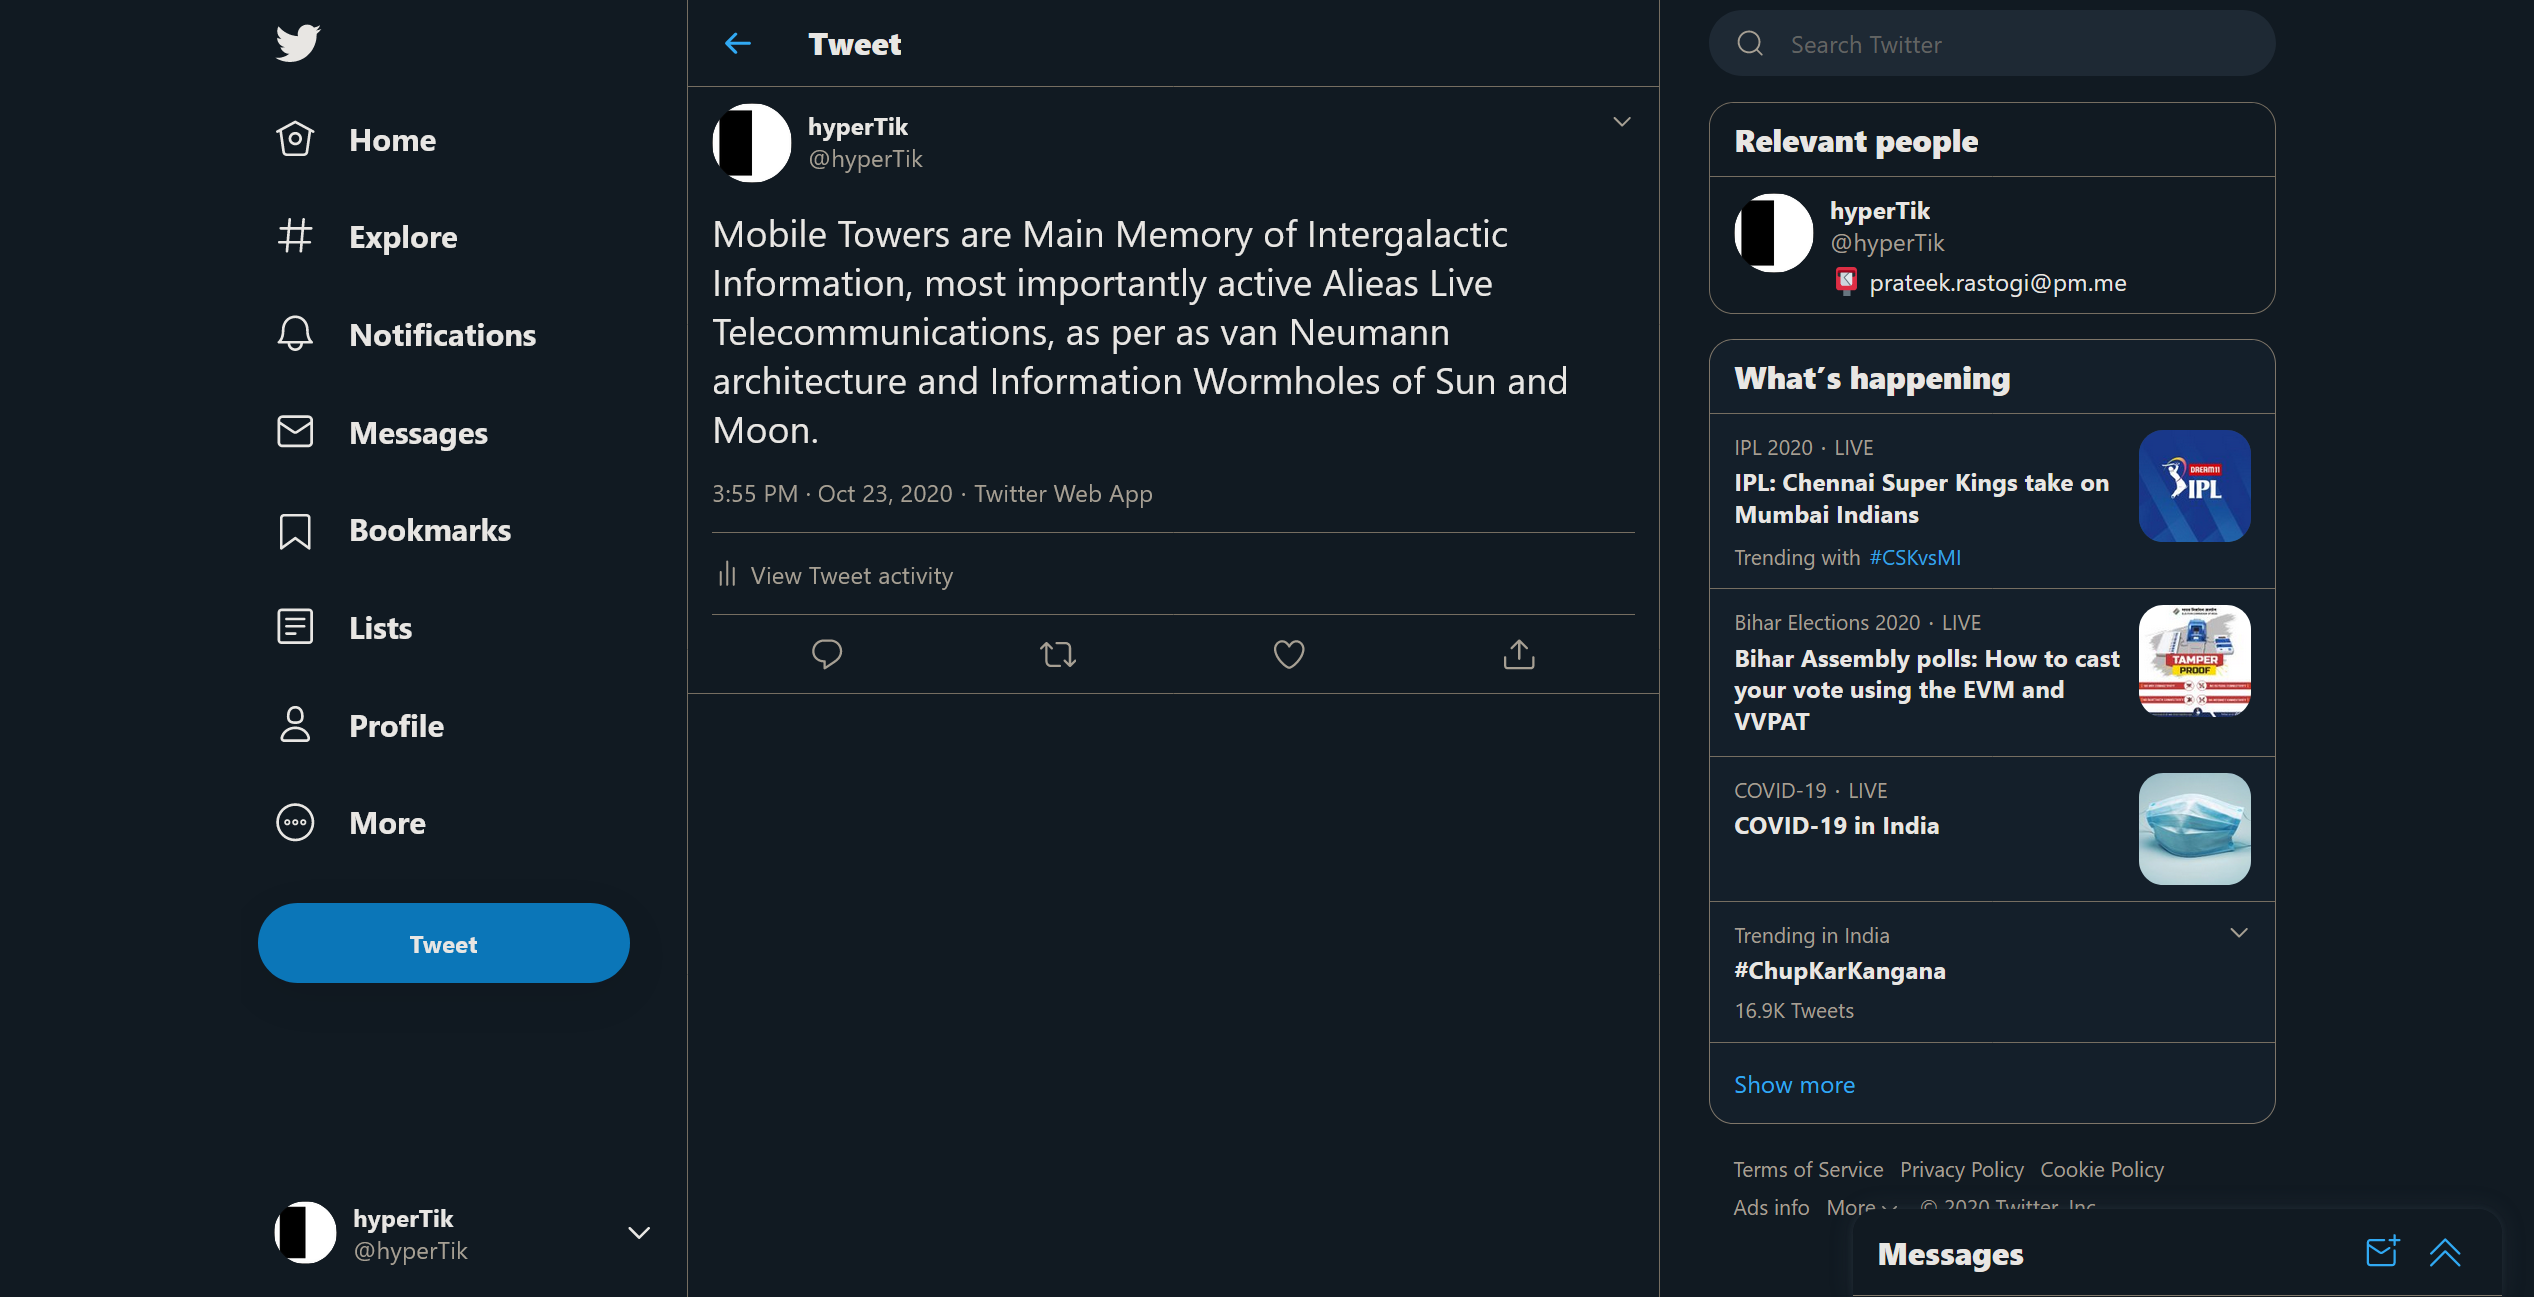 Home
Explore
Notifications
Messages
Bookmarks
Lists
Profile
More
Tweet
hyperTik
@hyperTik
Tweet
hyperTik
@hyperTik
Mobile Towers are Main Memory of Intergalactic
Information, most importantly active Alieas Live
Telecommunications, as per as van Neumann
architecture and Information Wormholes of Sun and
Moon.
3:55 PM · Oct 23, 2020 · Twitter Web App
View Tweet activity
Search Twitter
Relevant people
hyperTik
@hyperTik
prateek.rastogi@pm.me
What’s happening
IPL 2020 · LIVE
IPL: Chennai Super Kings take on
Mumbai Indians
Trending with #CSKvsMI
DREAM11
IPL
Bihar Elections 2020 · LIVE
Bihar Assembly polls: How to cast
your vote using the EVM and
VVPAT
TAMPER
PROOF
COVID-19 · LIVE
COVID-19 in India
Trending in India
#ChupKarKangana
16.9K Tweets
Show more
Terms of Service Privacy Policy Cookie Policy
Ads info More © 2020 Twitter, Inc.
Messages